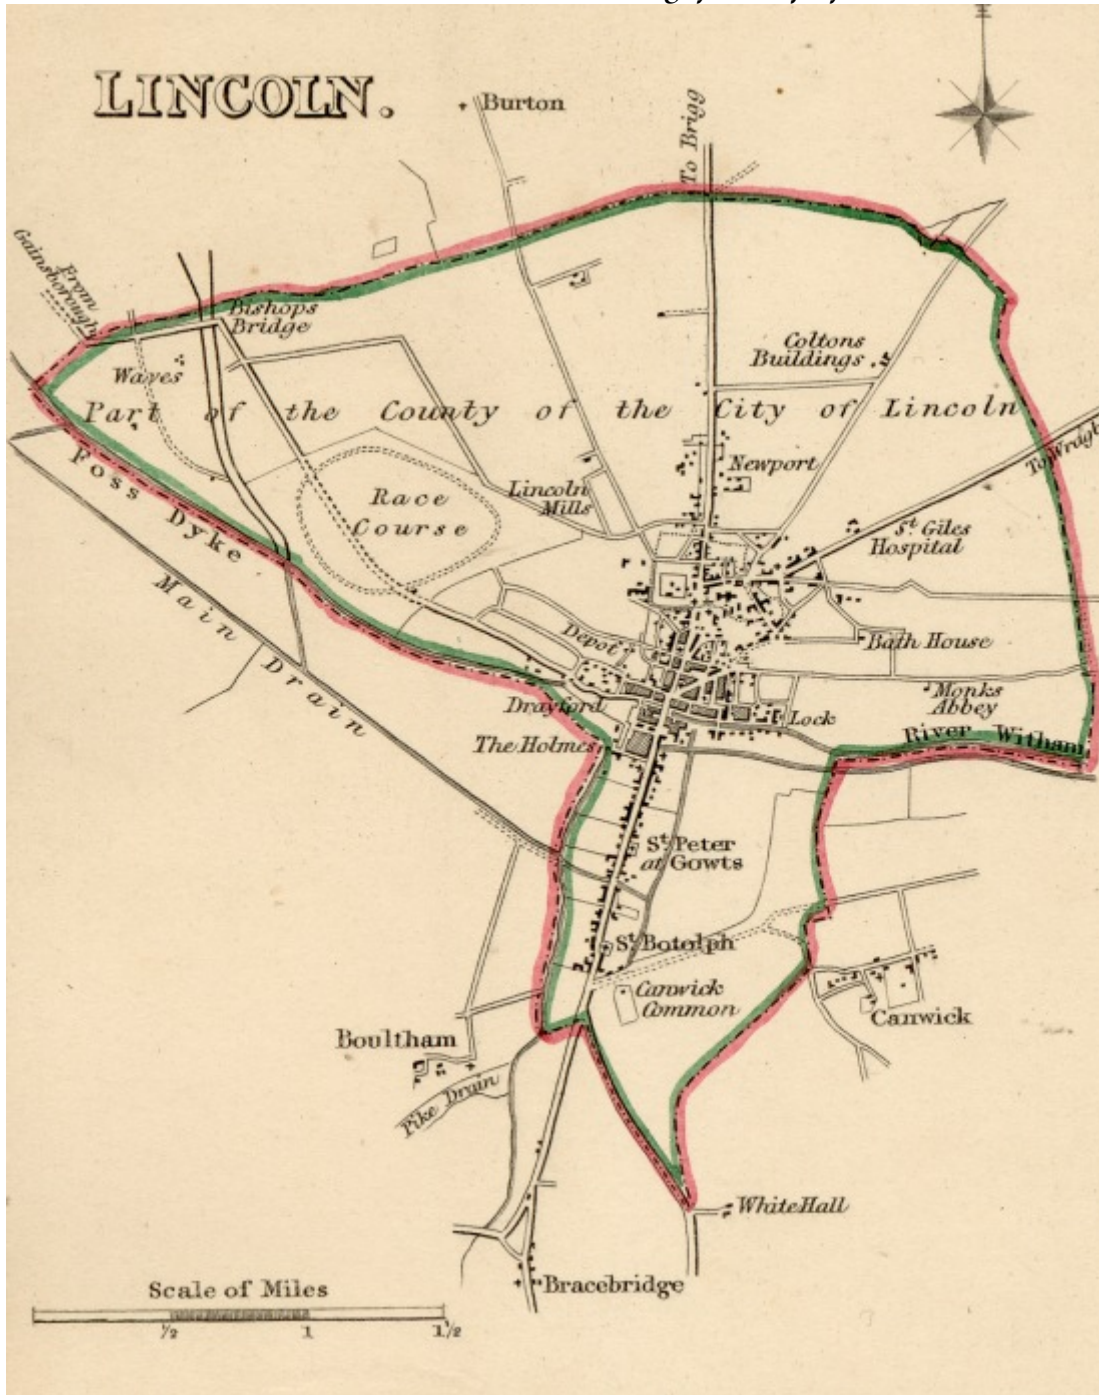 LINCOLN.
Burton
To Brigg
From
Gainsborough
Bishops
Bridge
Waves
Coltons
Buildings
Part of the County of the City of Lincoln
Foss Dyke
Race
Course
Newport
Lincoln
Mills
St. Giles
Hospital
Main Drain
Depot
Bath House
Monks
Abbey
Drayford
Lock
River Witham
The Holmes
St. Peter
at Gowts
St. Botolph
Canwick
Common
Canwick
Boultham
Pike Drain
White Hall
Bracebridge
Scale of Miles
1/2 1 1 1/2